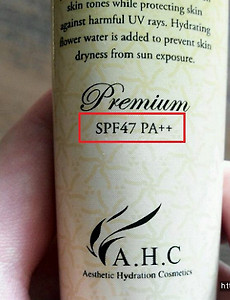 skin tones while protecting skin
against harmful UV rays. Hydrating
flower water is added to prevent skin
dryness from sun exposure.
Premium
SPF47 PA++
A.H.C
Aesthetic Hydration Cosmetics